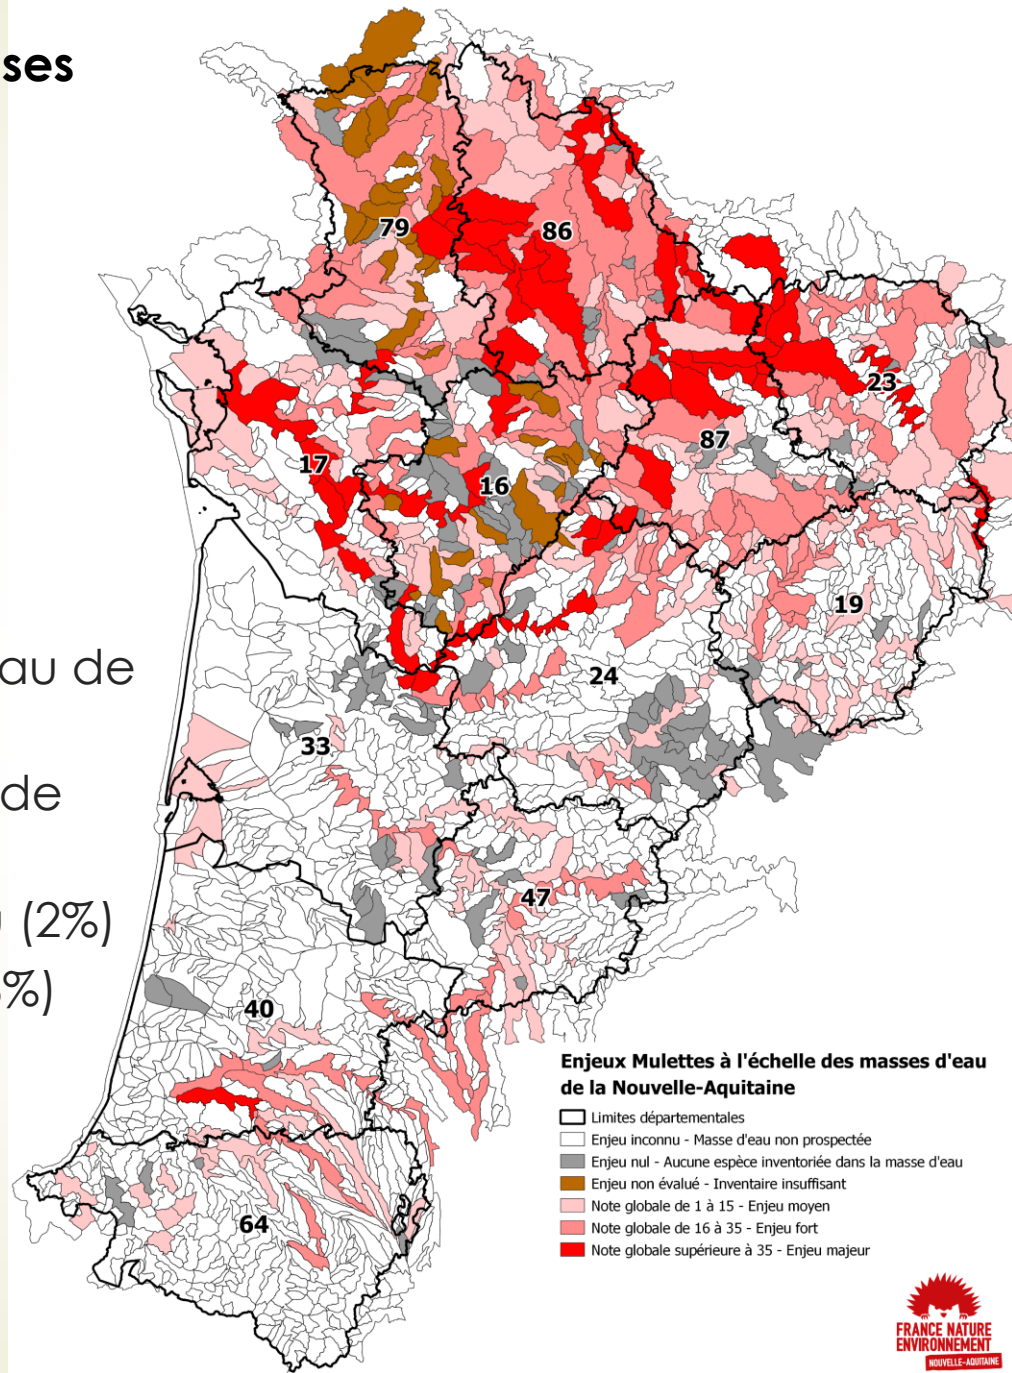 ses
au de
de
(2%)
%)
79
86
23
87
17
16
19
24
33
47
40
64
Enjeux Mulettes à l'échelle des masses d'eau
de la Nouvelle-Aquitaine
Limites départementales
Enjeu inconnu - Masse d'eau non prospectée
Enjeu nul - Aucune espèce inventoriée dans la masse d'eau
Enjeu non évalué - Inventaire insuffisant
Note globale de 1 à 15 - Enjeu moyen
Note globale de 16 à 35 - Enjeu fort
Note globale supérieure à 35 - Enjeu majeur
FRANCE NATURE
ENVIRONNEMENT
NOUVELLE-AQUITAINE